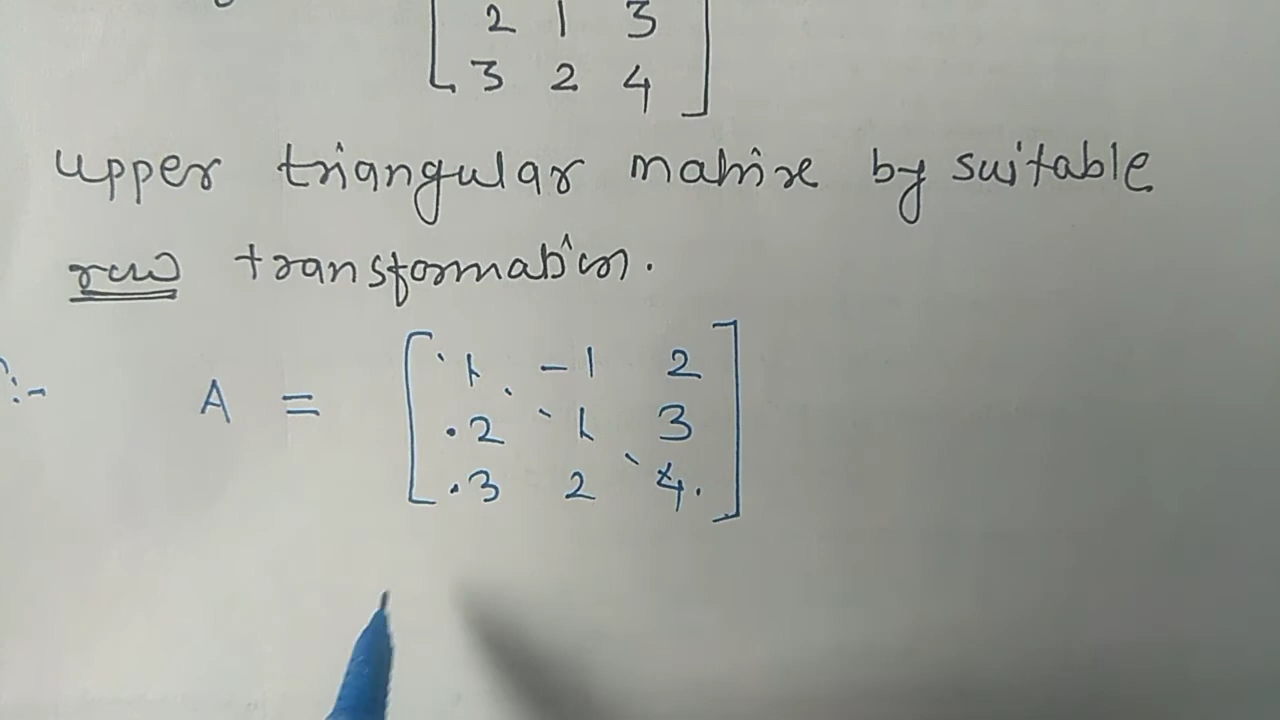 2 1 3
3 2 4
upper triangular matrix by suitable
row transformation.
:-
A = 1 -1 2
2 1 3
3 2 4